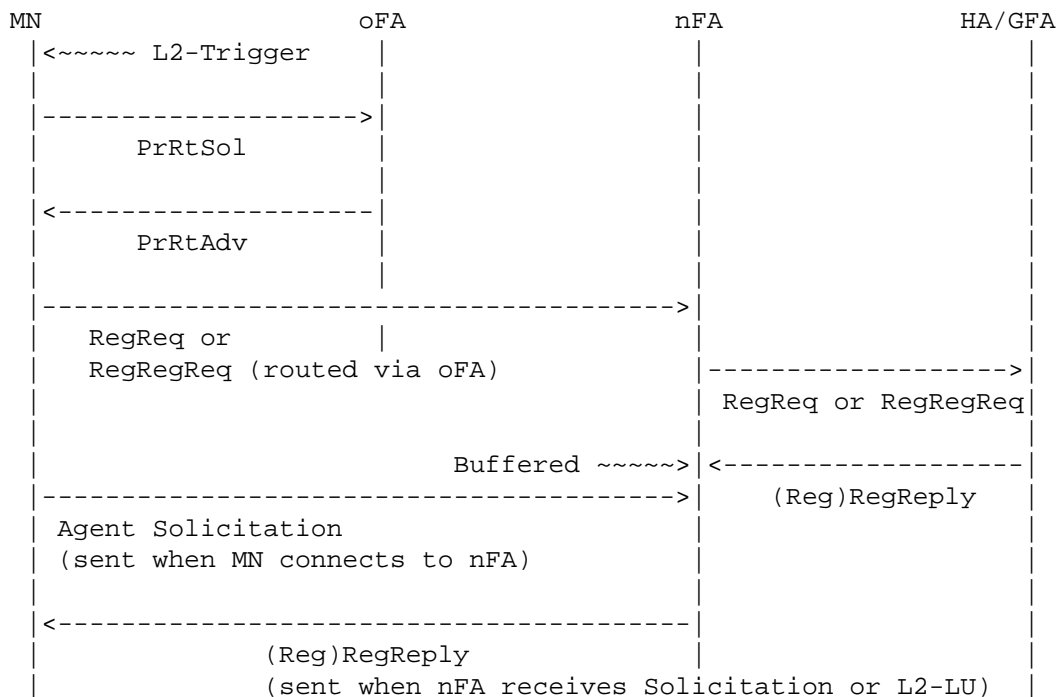 MN oFA nFA HA/GFA
<~~~~~ L2-Trigger
PrRtSol
PrRtAdv
RegReq or
RegRegReq (routed via oFA)
RegReq or RegRegReq
Buffered ~~~~~>
(Reg)RegReply
Agent Solicitation
(sent when MN connects to nFA)
(Reg)RegReply
(sent when nFA receives Solicitation or L2-LU)